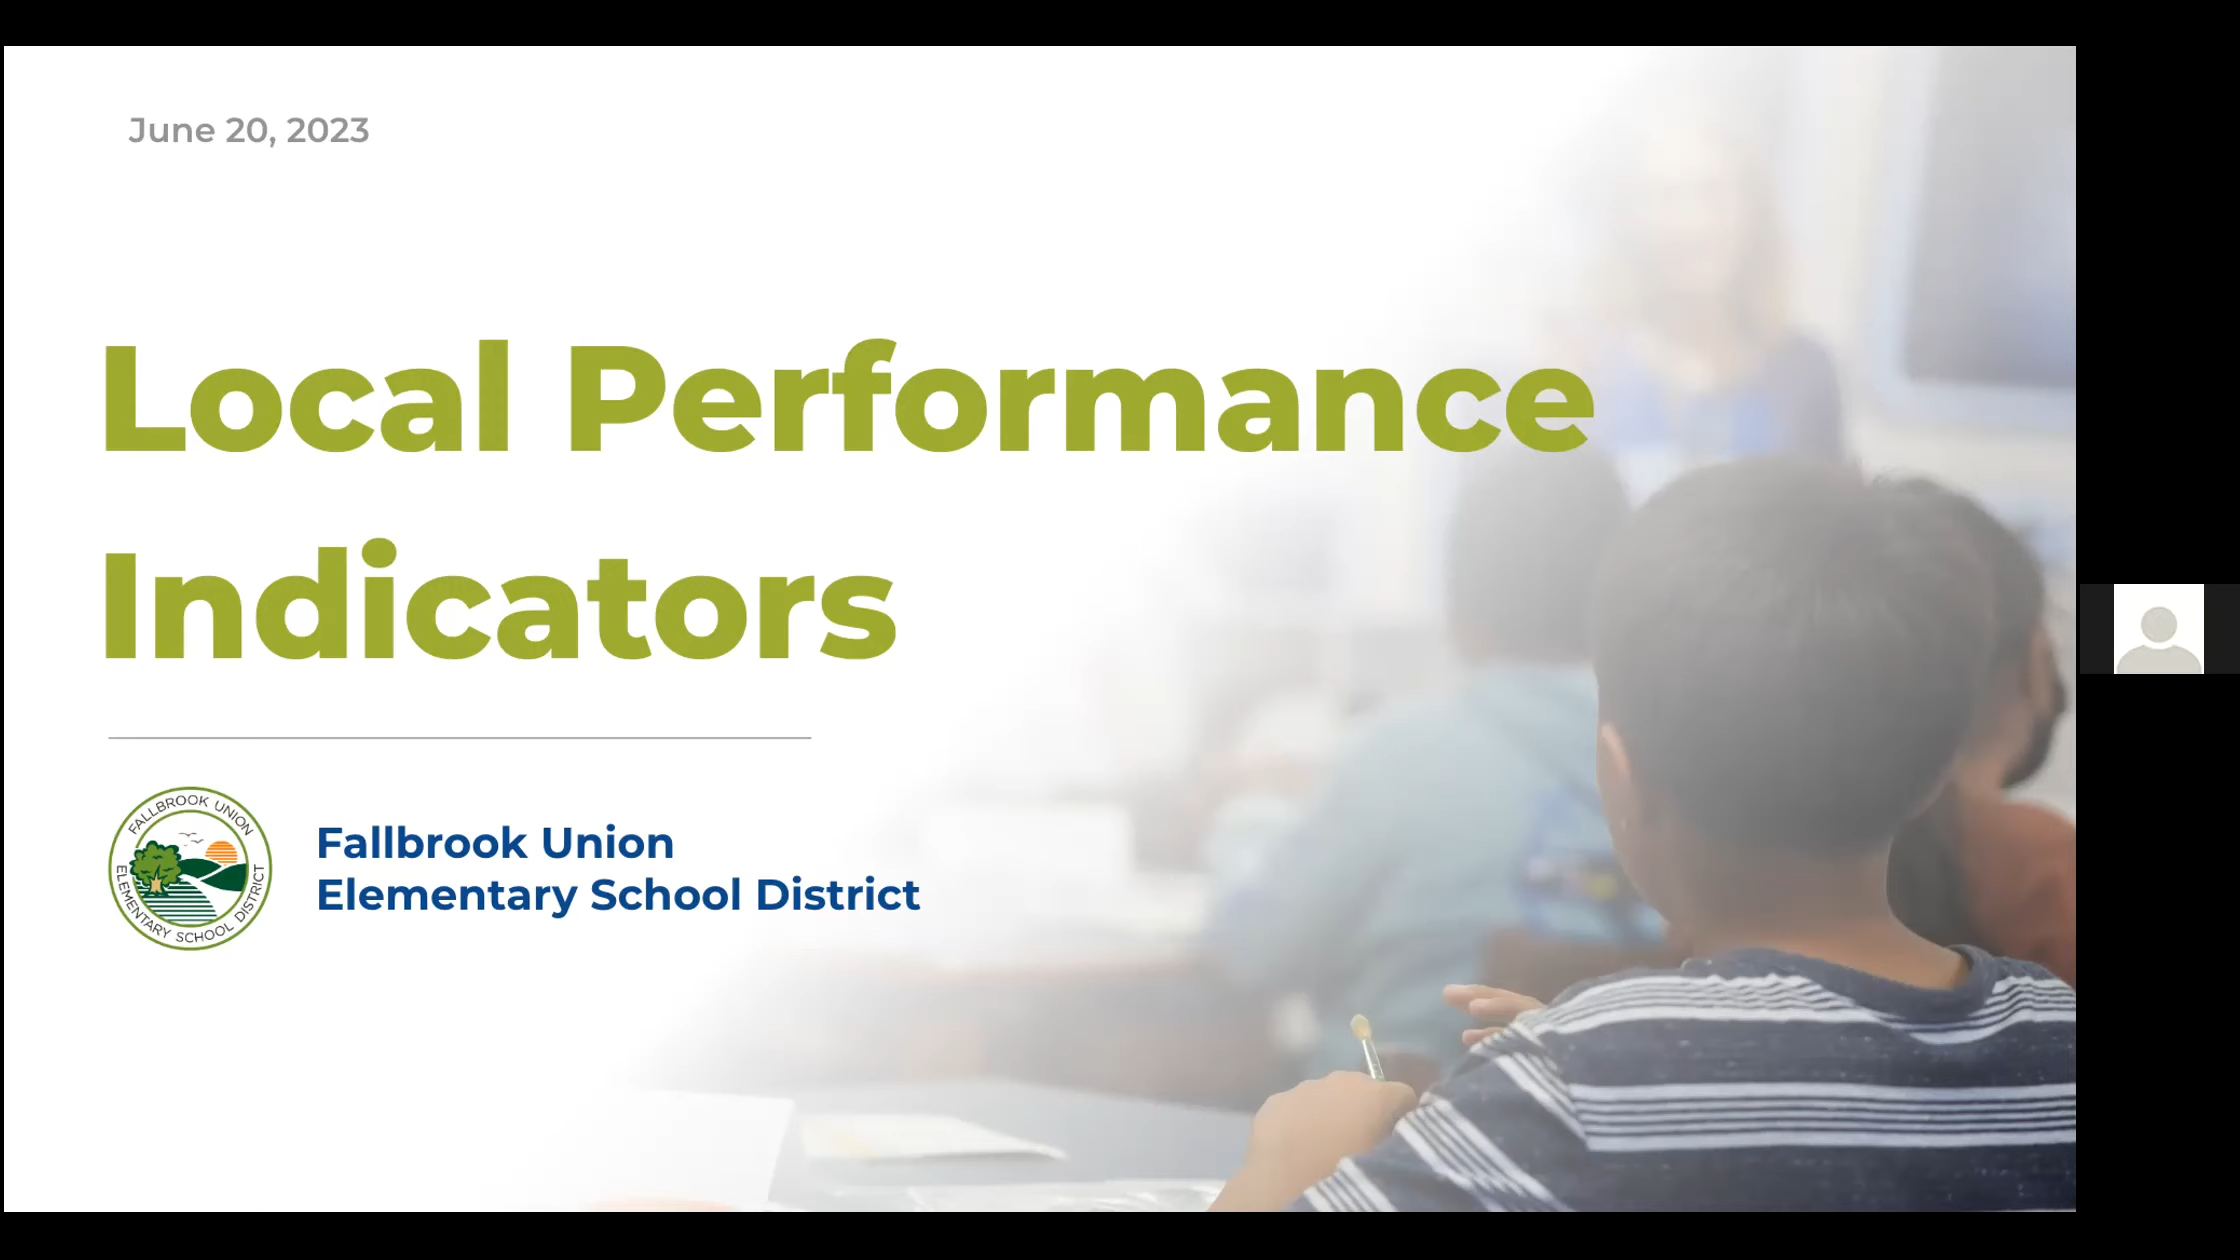 June 20, 2023
Local Performance
Indicators
FALLBROOK UNION
ELEMENTARY SCHOOL DISTRICT
Fallbrook Union
Elementary School District